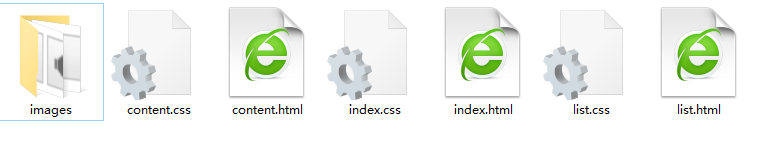 images
content.css
content.html
index.css
index.html
list.css
list.html